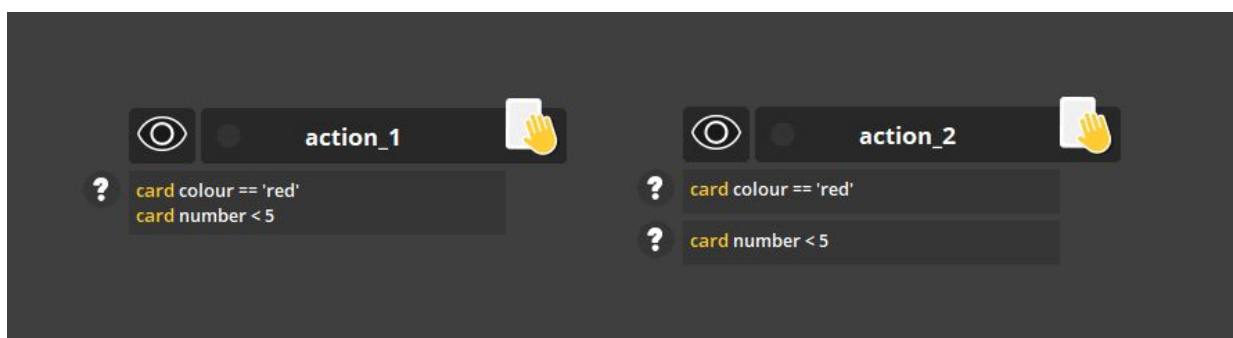 action_1
? card colour == 'red'
card number < 5
action_2
? card colour == 'red'
? card number < 5